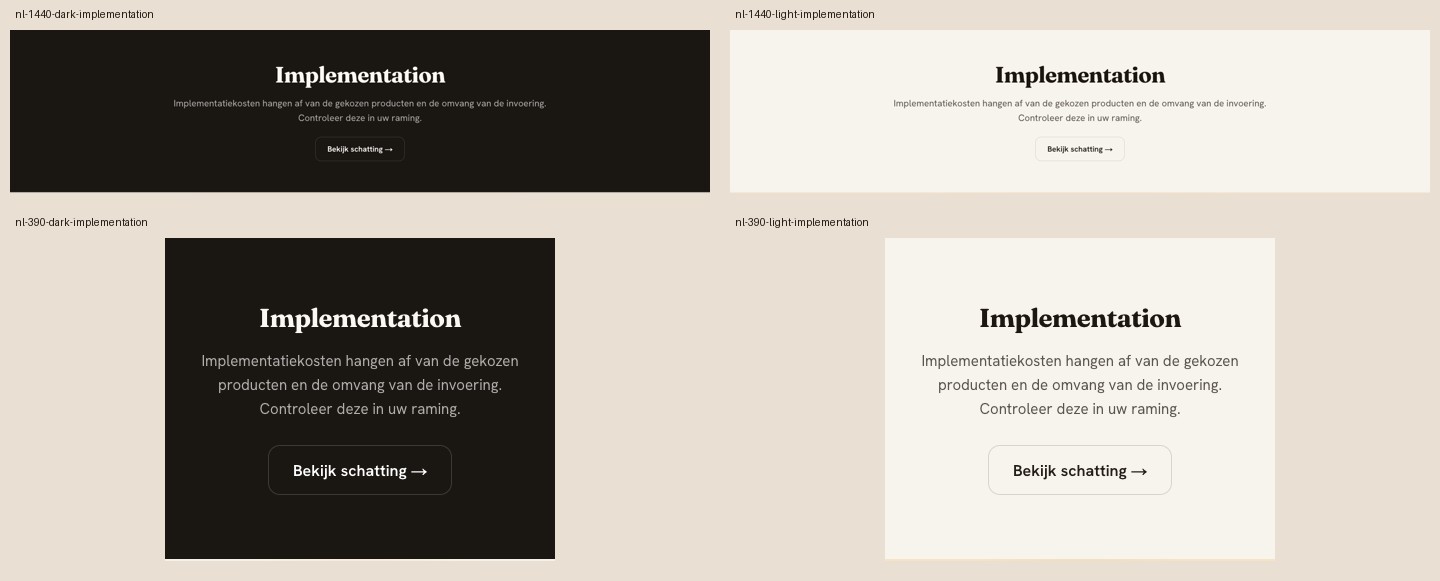 nl-1440-dark-implementation
Implementation
Implementatiekosten hangen af van de gekozen producten en de omvang van de invoering.
Controleer deze in uw raming.
Bekijk schatting →
nl-1440-light-implementation
Implementation
Implementatiekosten hangen af van de gekozen producten en de omvang van de invoering.
Controleer deze in uw raming.
Bekijk schatting →
nl-390-dark-implementation
Implementation
Implementatiekosten hangen af van de gekozen
producten en de omvang van de invoering.
Controleer deze in uw raming.
Bekijk schatting →
nl-390-light-implementation
Implementation
Implementatiekosten hangen af van de gekozen
producten en de omvang van de invoering.
Controleer deze in uw raming.
Bekijk schatting →